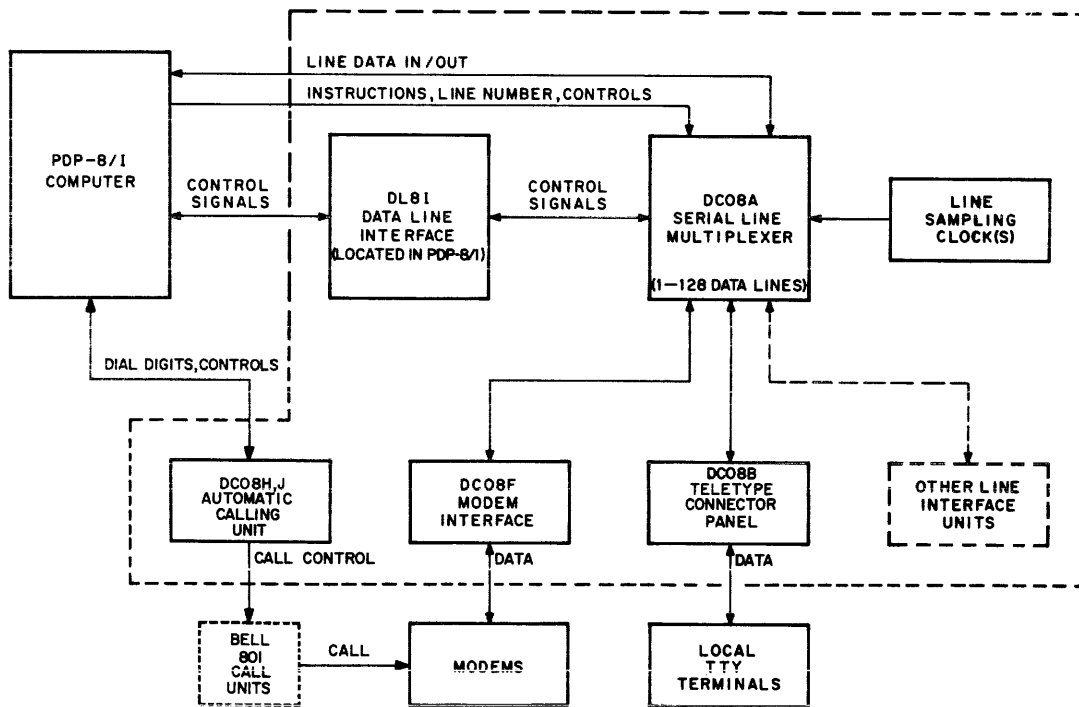 LINE DATA IN/OUT
INSTRUCTIONS, LINE NUMBER, CONTROLS
PDP-8/I
COMPUTER
CONTROL
SIGNALS
DL8I
DATA LINE
INTERFACE
(LOCATED IN PDP-8/I)
CONTROL
SIGNALS
DC08A
SERIAL LINE
MULTIPLEXER
(1-128 DATA LINES)
LINE
SAMPLING
CLOCK(S)
DIAL DIGITS, CONTROLS
DC08H,J
AUTOMATIC
CALLING
UNIT
DC08F
MODEM
INTERFACE
DC08B
TELETYPE
CONNECTOR
PANEL
OTHER LINE
INTERFACE
UNITS
CALL CONTROL
DATA
DATA
BELL
801
CALL
UNITS
CALL
MODEMS
LOCAL
TTY
TERMINALS